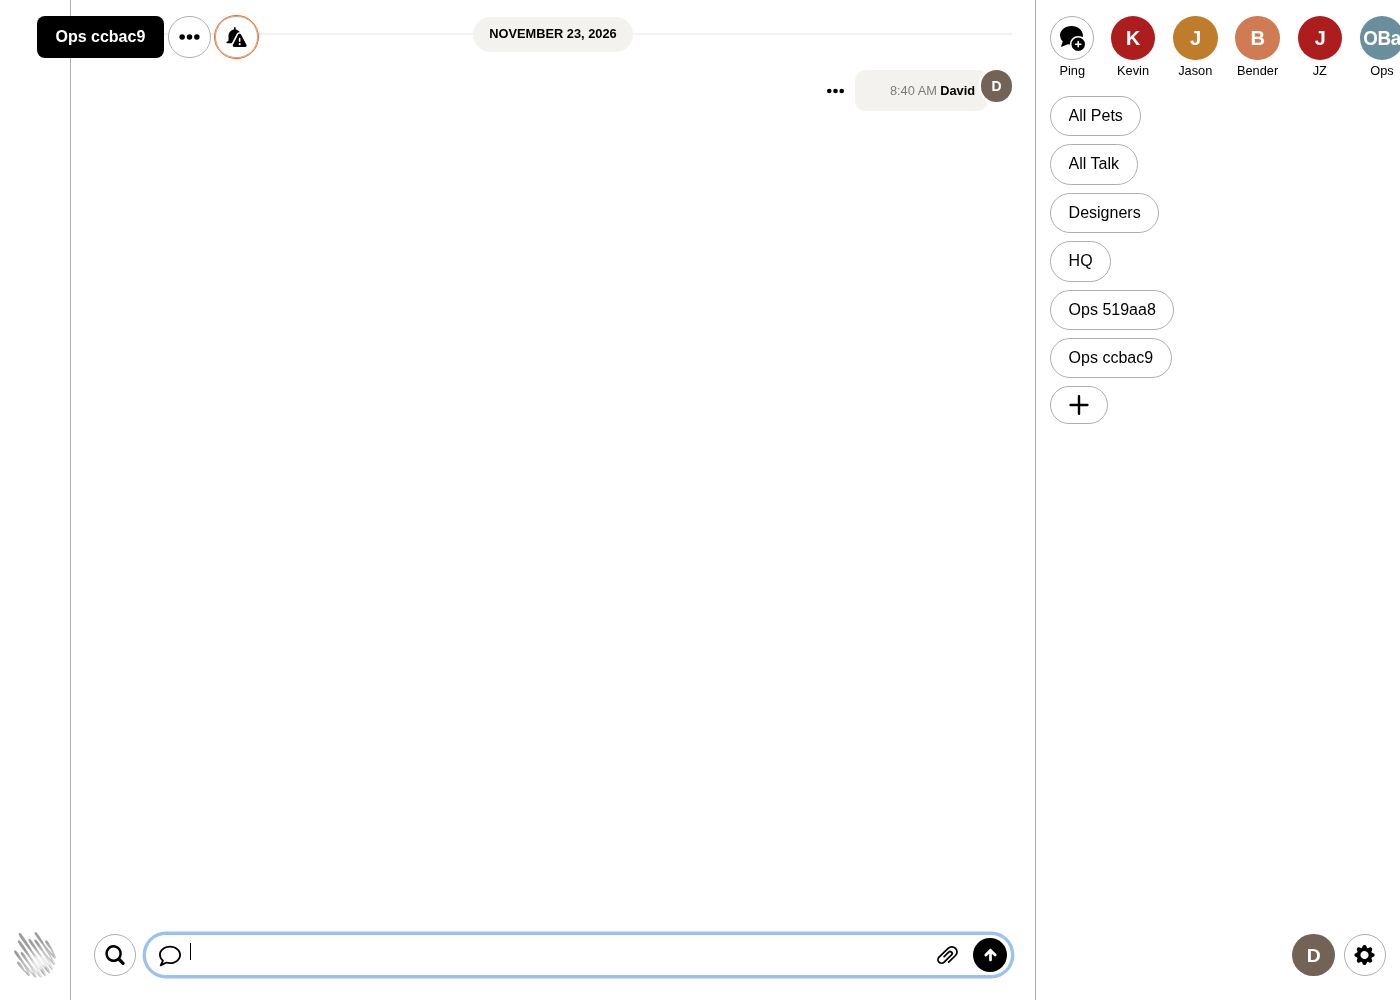 Ops ccbac9
NOVEMBER 23, 2026
8:40 AM David
D
K
J
B
J
OBa
Ping
Kevin
Jason
Bender
JZ
Ops
All Pets
All Talk
Designers
HQ
Ops 519aa8
Ops ccbac9
D